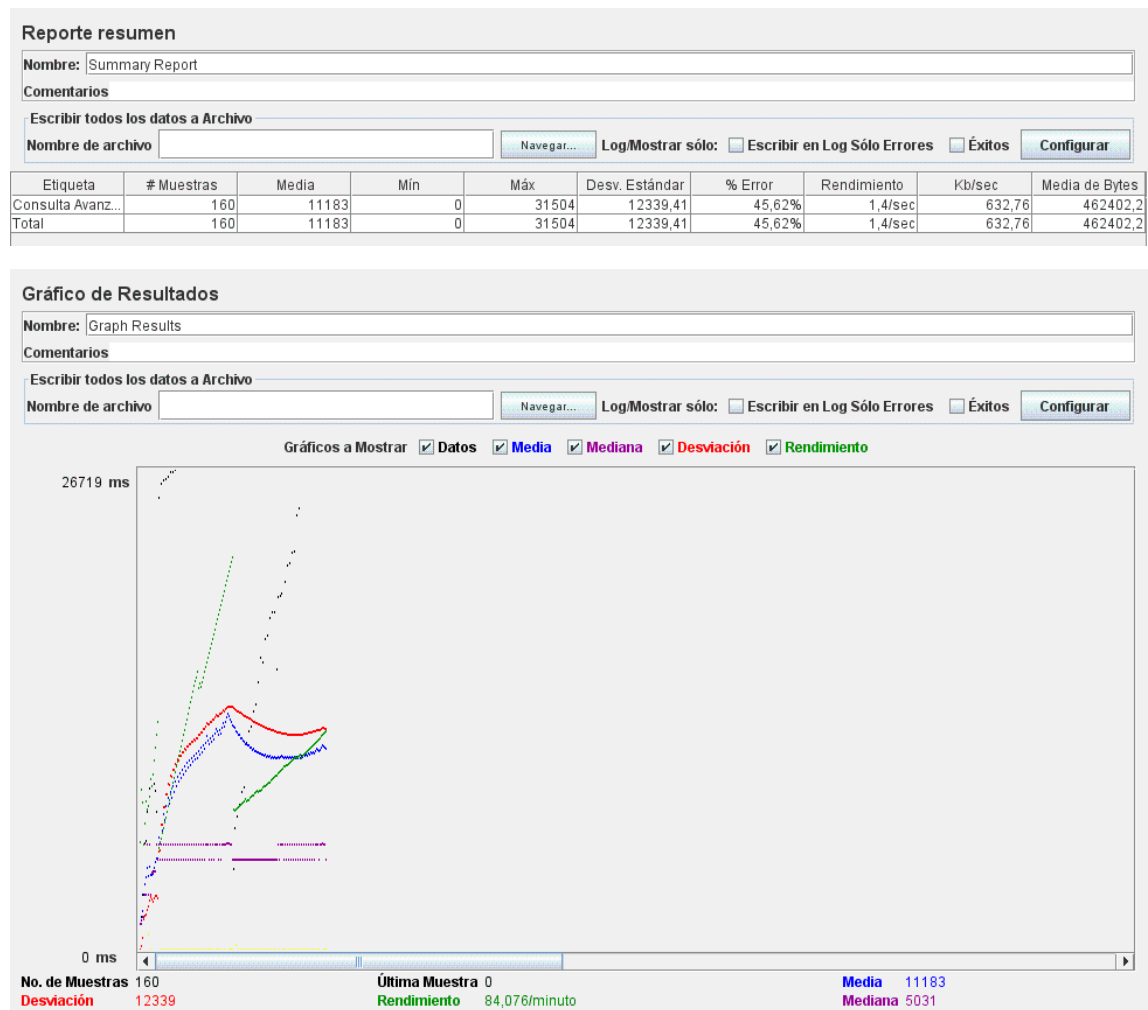 Reporte resumen
Nombre: Summary Report
Comentarios
Escribir todos los datos a Archivo
Nombre de archivo Navegar... Log/Mostrar sólo: Escribir en Log Sólo Errores Éxitos Configurar
Etiqueta # Muestras Media Mín Máx Desv. Estándar % Error Rendimiento Kb/sec Media de Bytes
Consulta Avanz... 160 11183 0 31504 12339,41 45,62% 1,4/sec 632,76 462402,2
Total 160 11183 0 31504 12339,41 45,62% 1,4/sec 632,76 462402,2
Gráfico de Resultados
Nombre: Graph Results
Comentarios
Escribir todos los datos a Archivo
Nombre de archivo Navegar... Log/Mostrar sólo: Escribir en Log Sólo Errores Éxitos Configurar
Gráficos a Mostrar Datos Media Mediana Desviación Rendimiento
26719 ms
0 ms
No. de Muestras 160 Última Muestra 0 Media 11183
Desviación 12339 Rendimiento 84,076/minuto Mediana 5031